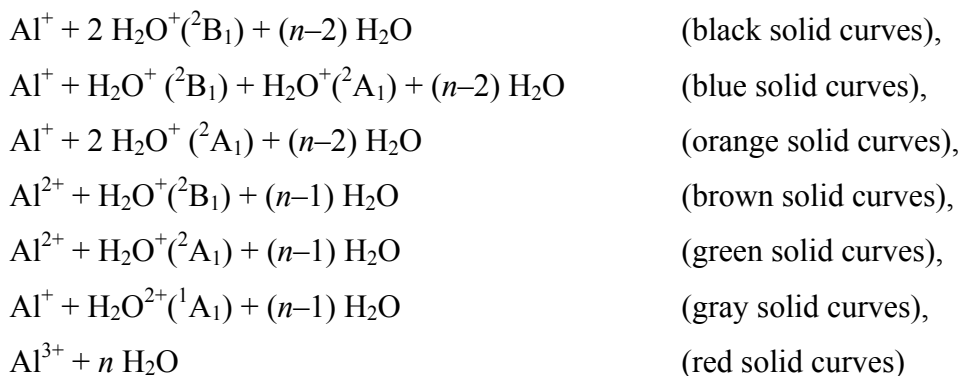 Al⁺ + 2 H₂O⁺(²B₁) + (n–2) H₂O (black solid curves),
Al⁺ + H₂O⁺ (²B₁) + H₂O⁺(²A₁) + (n–2) H₂O (blue solid curves),
Al⁺ + 2 H₂O⁺ (²A₁) + (n–2) H₂O (orange solid curves),
Al²⁺ + H₂O⁺(²B₁) + (n–1) H₂O (brown solid curves),
Al²⁺ + H₂O⁺(²A₁) + (n–1) H₂O (green solid curves),
Al⁺ + H₂O²⁺(¹A₁) + (n–1) H₂O (gray solid curves),
Al³⁺ + n H₂O (red solid curves)